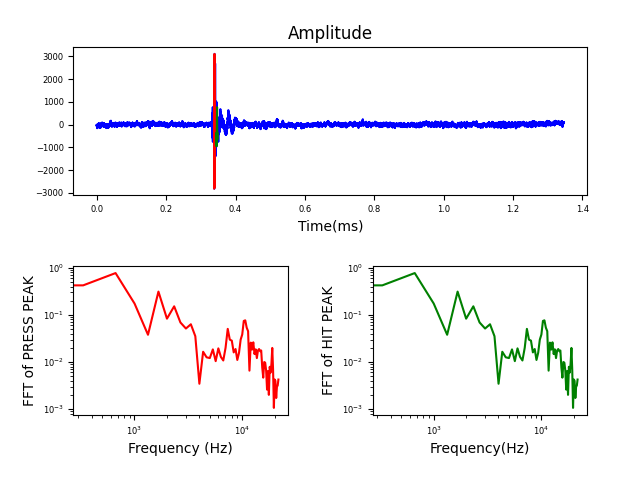 Amplitude
3000
2000
1000
0
−1000
−2000
−3000
0.0 0.2 0.4 0.6 0.8 1.0 1.2 1.4
Time(ms)
FFT of PRESS PEAK
10⁰
10⁻¹
10⁻²
10⁻³
10³ 10⁴
Frequency (Hz)
FFT of HIT PEAK
10⁰
10⁻¹
10⁻²
10⁻³
10³ 10⁴
Frequency(Hz)